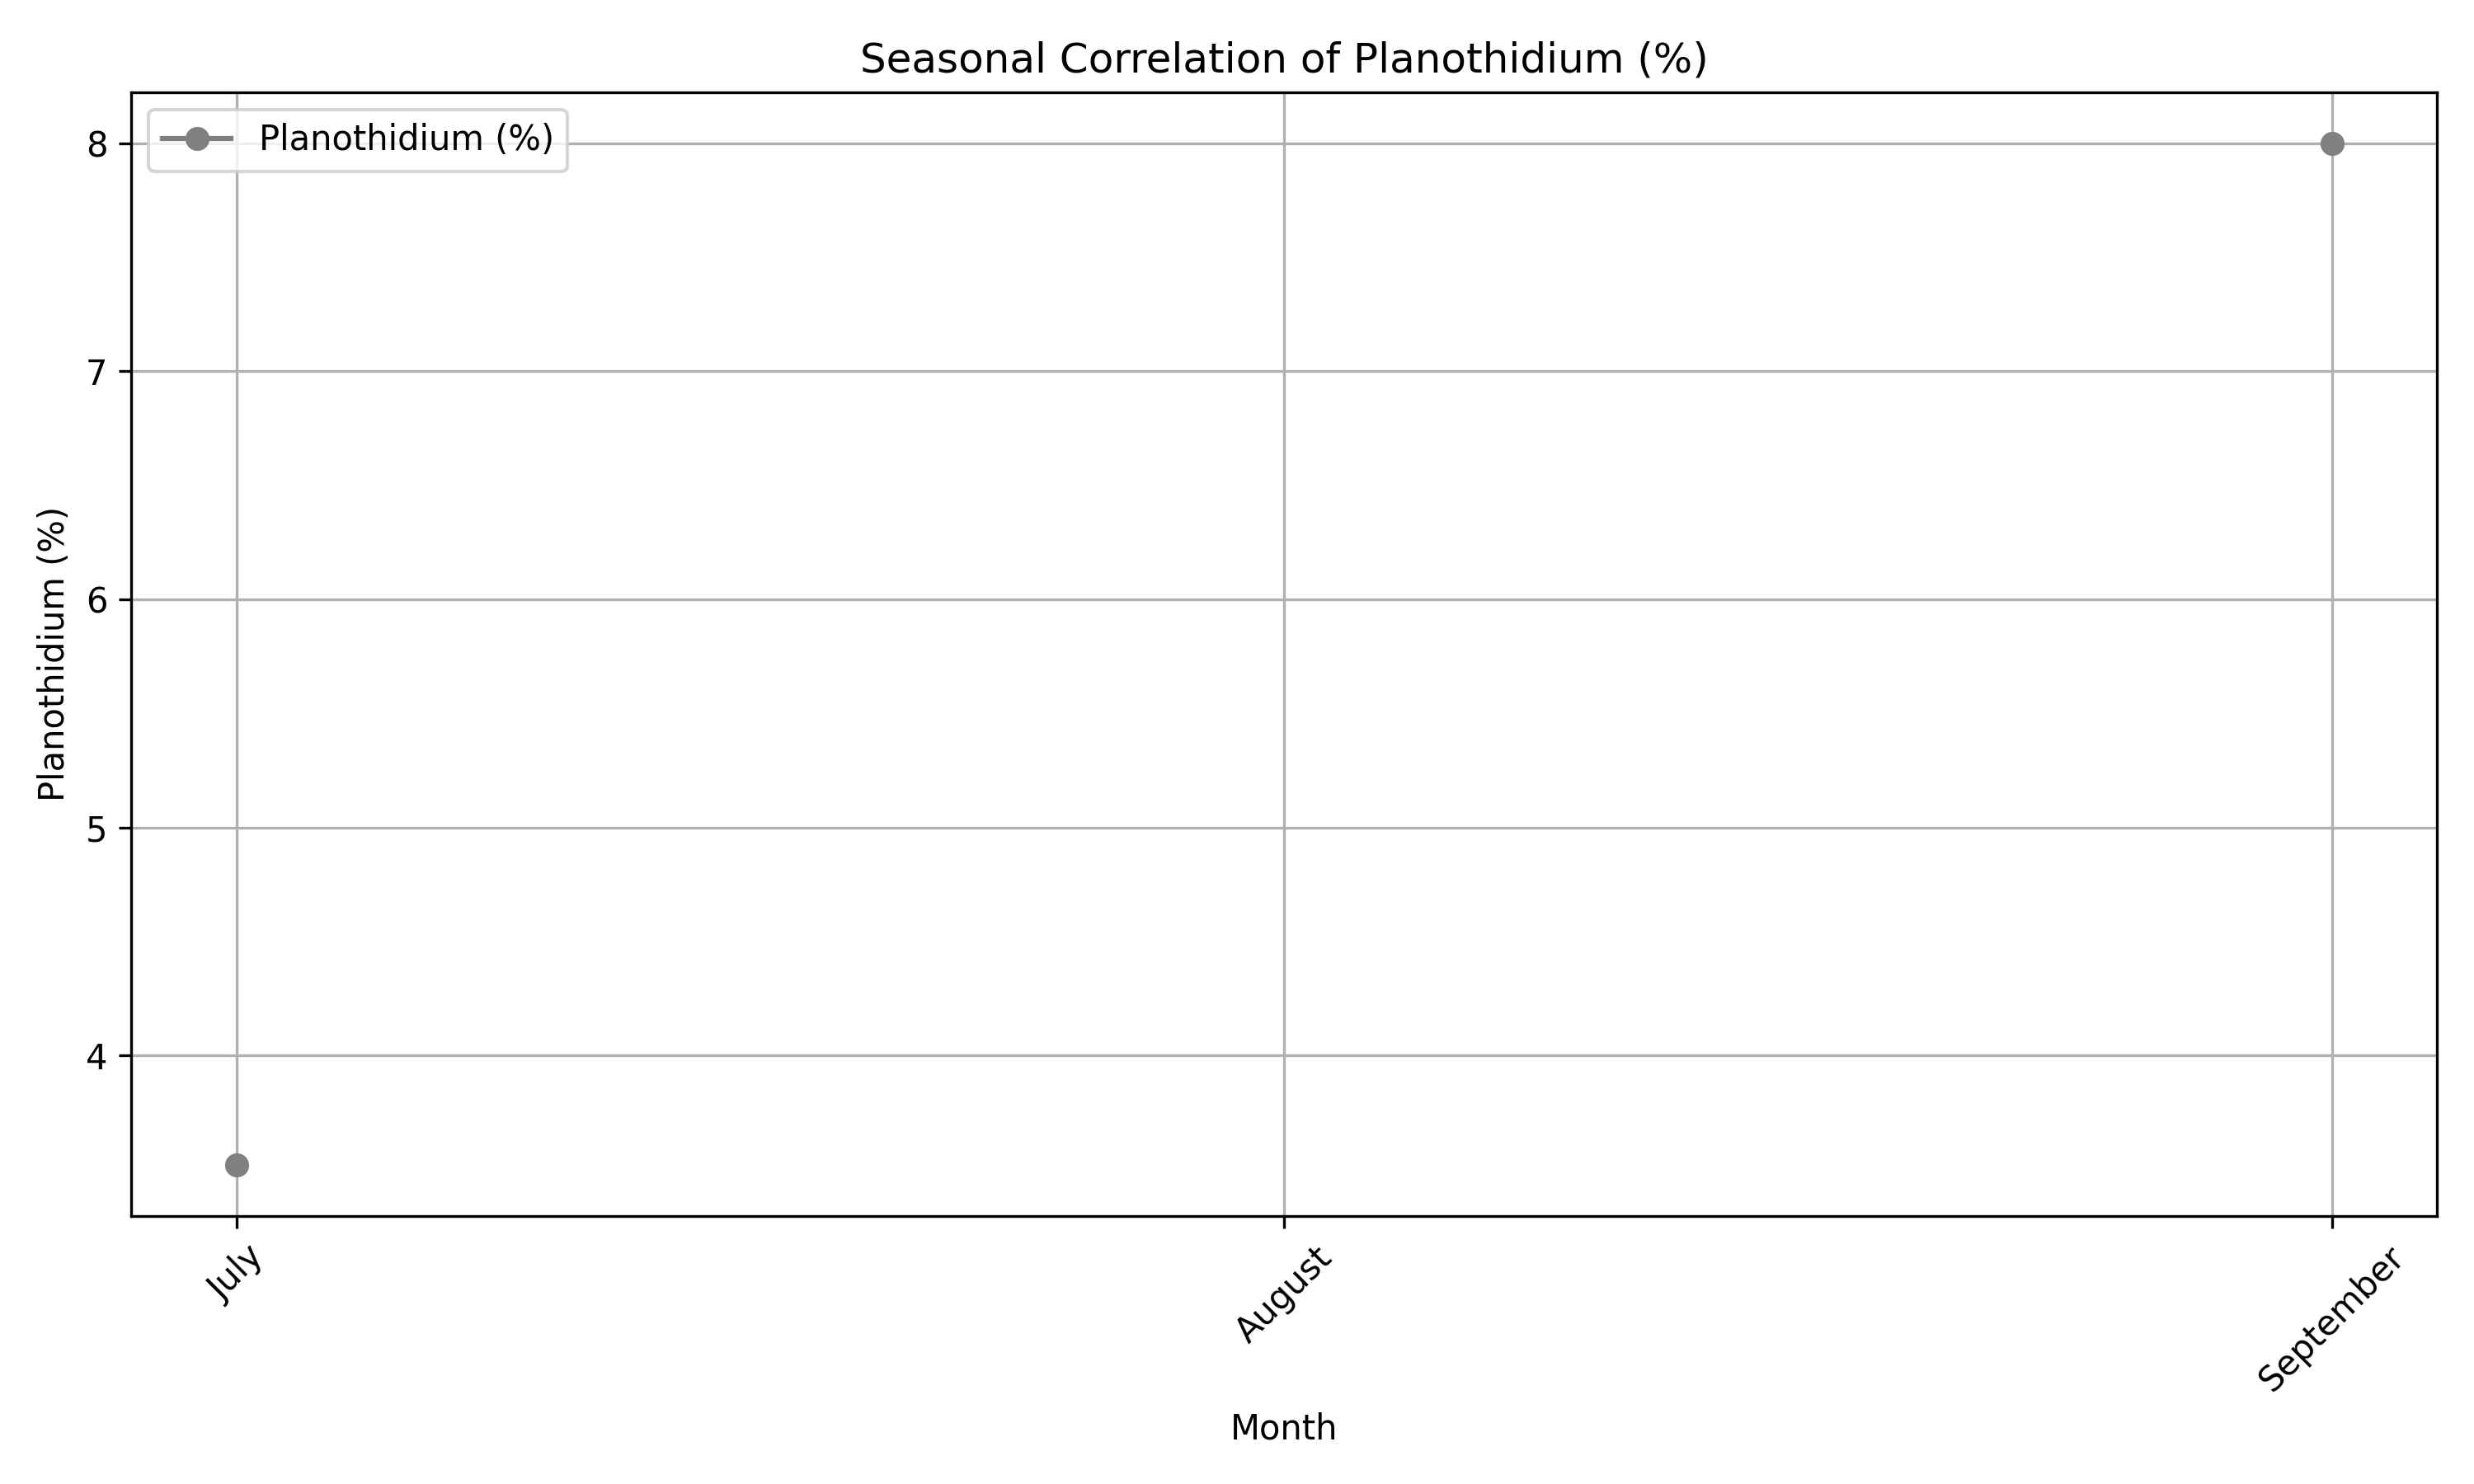 Seasonal Correlation of Planothidium (%)
Planothidium (%)
8
7
6
5
4
Planothidium (%)
July
August
September
Month